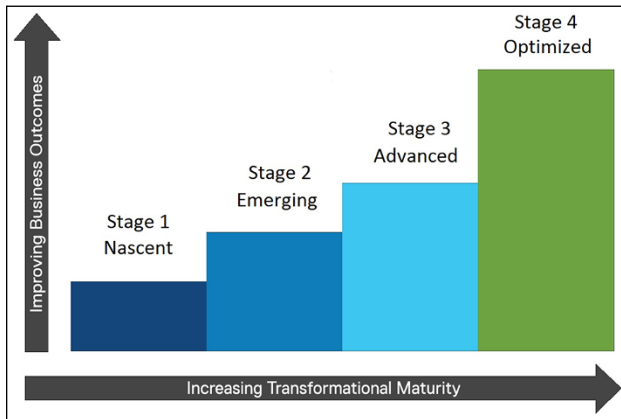 Stage 4
Optimized
Stage 3
Advanced
Stage 2
Emerging
Stage 1
Nascent
Improving Business Outcomes
Increasing Transformational Maturity